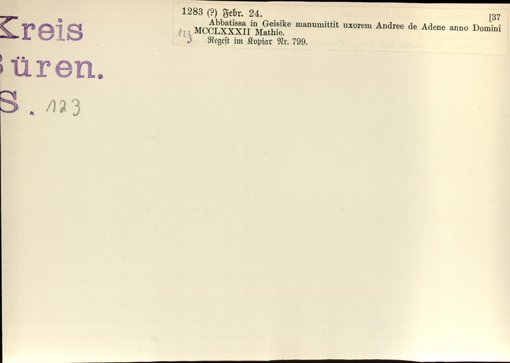 Kreis
Büren.
S. 123
1283 (?) Febr. 24. [37
Abbatissa in Geisike manumittit uxorem Andree de Adene anno Domini
123 MCCLXXXII Mathie.
Regest im Kopiar Nr. 799.